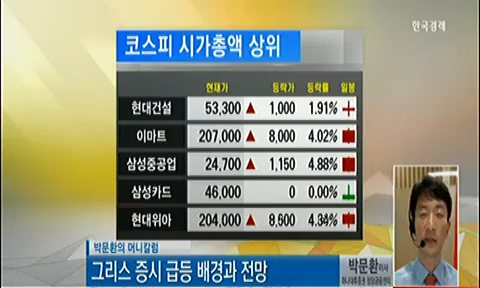 한국경제
코스피 시가총액 상위
현재가 등락가 등락률 일봉
현대건설 53,300 ▲ 1,000 1.91%
이마트 207,000 ▲ 8,000 4.02%
삼성중공업 24,700 ▲ 1,150 4.88%
삼성카드 46,000 0 0.00%
현대위아 204,000 ▲ 8,500 4.34%
박문환의 머니칼럼
그리스 증시 급등 배경과 전망
박문환 이사